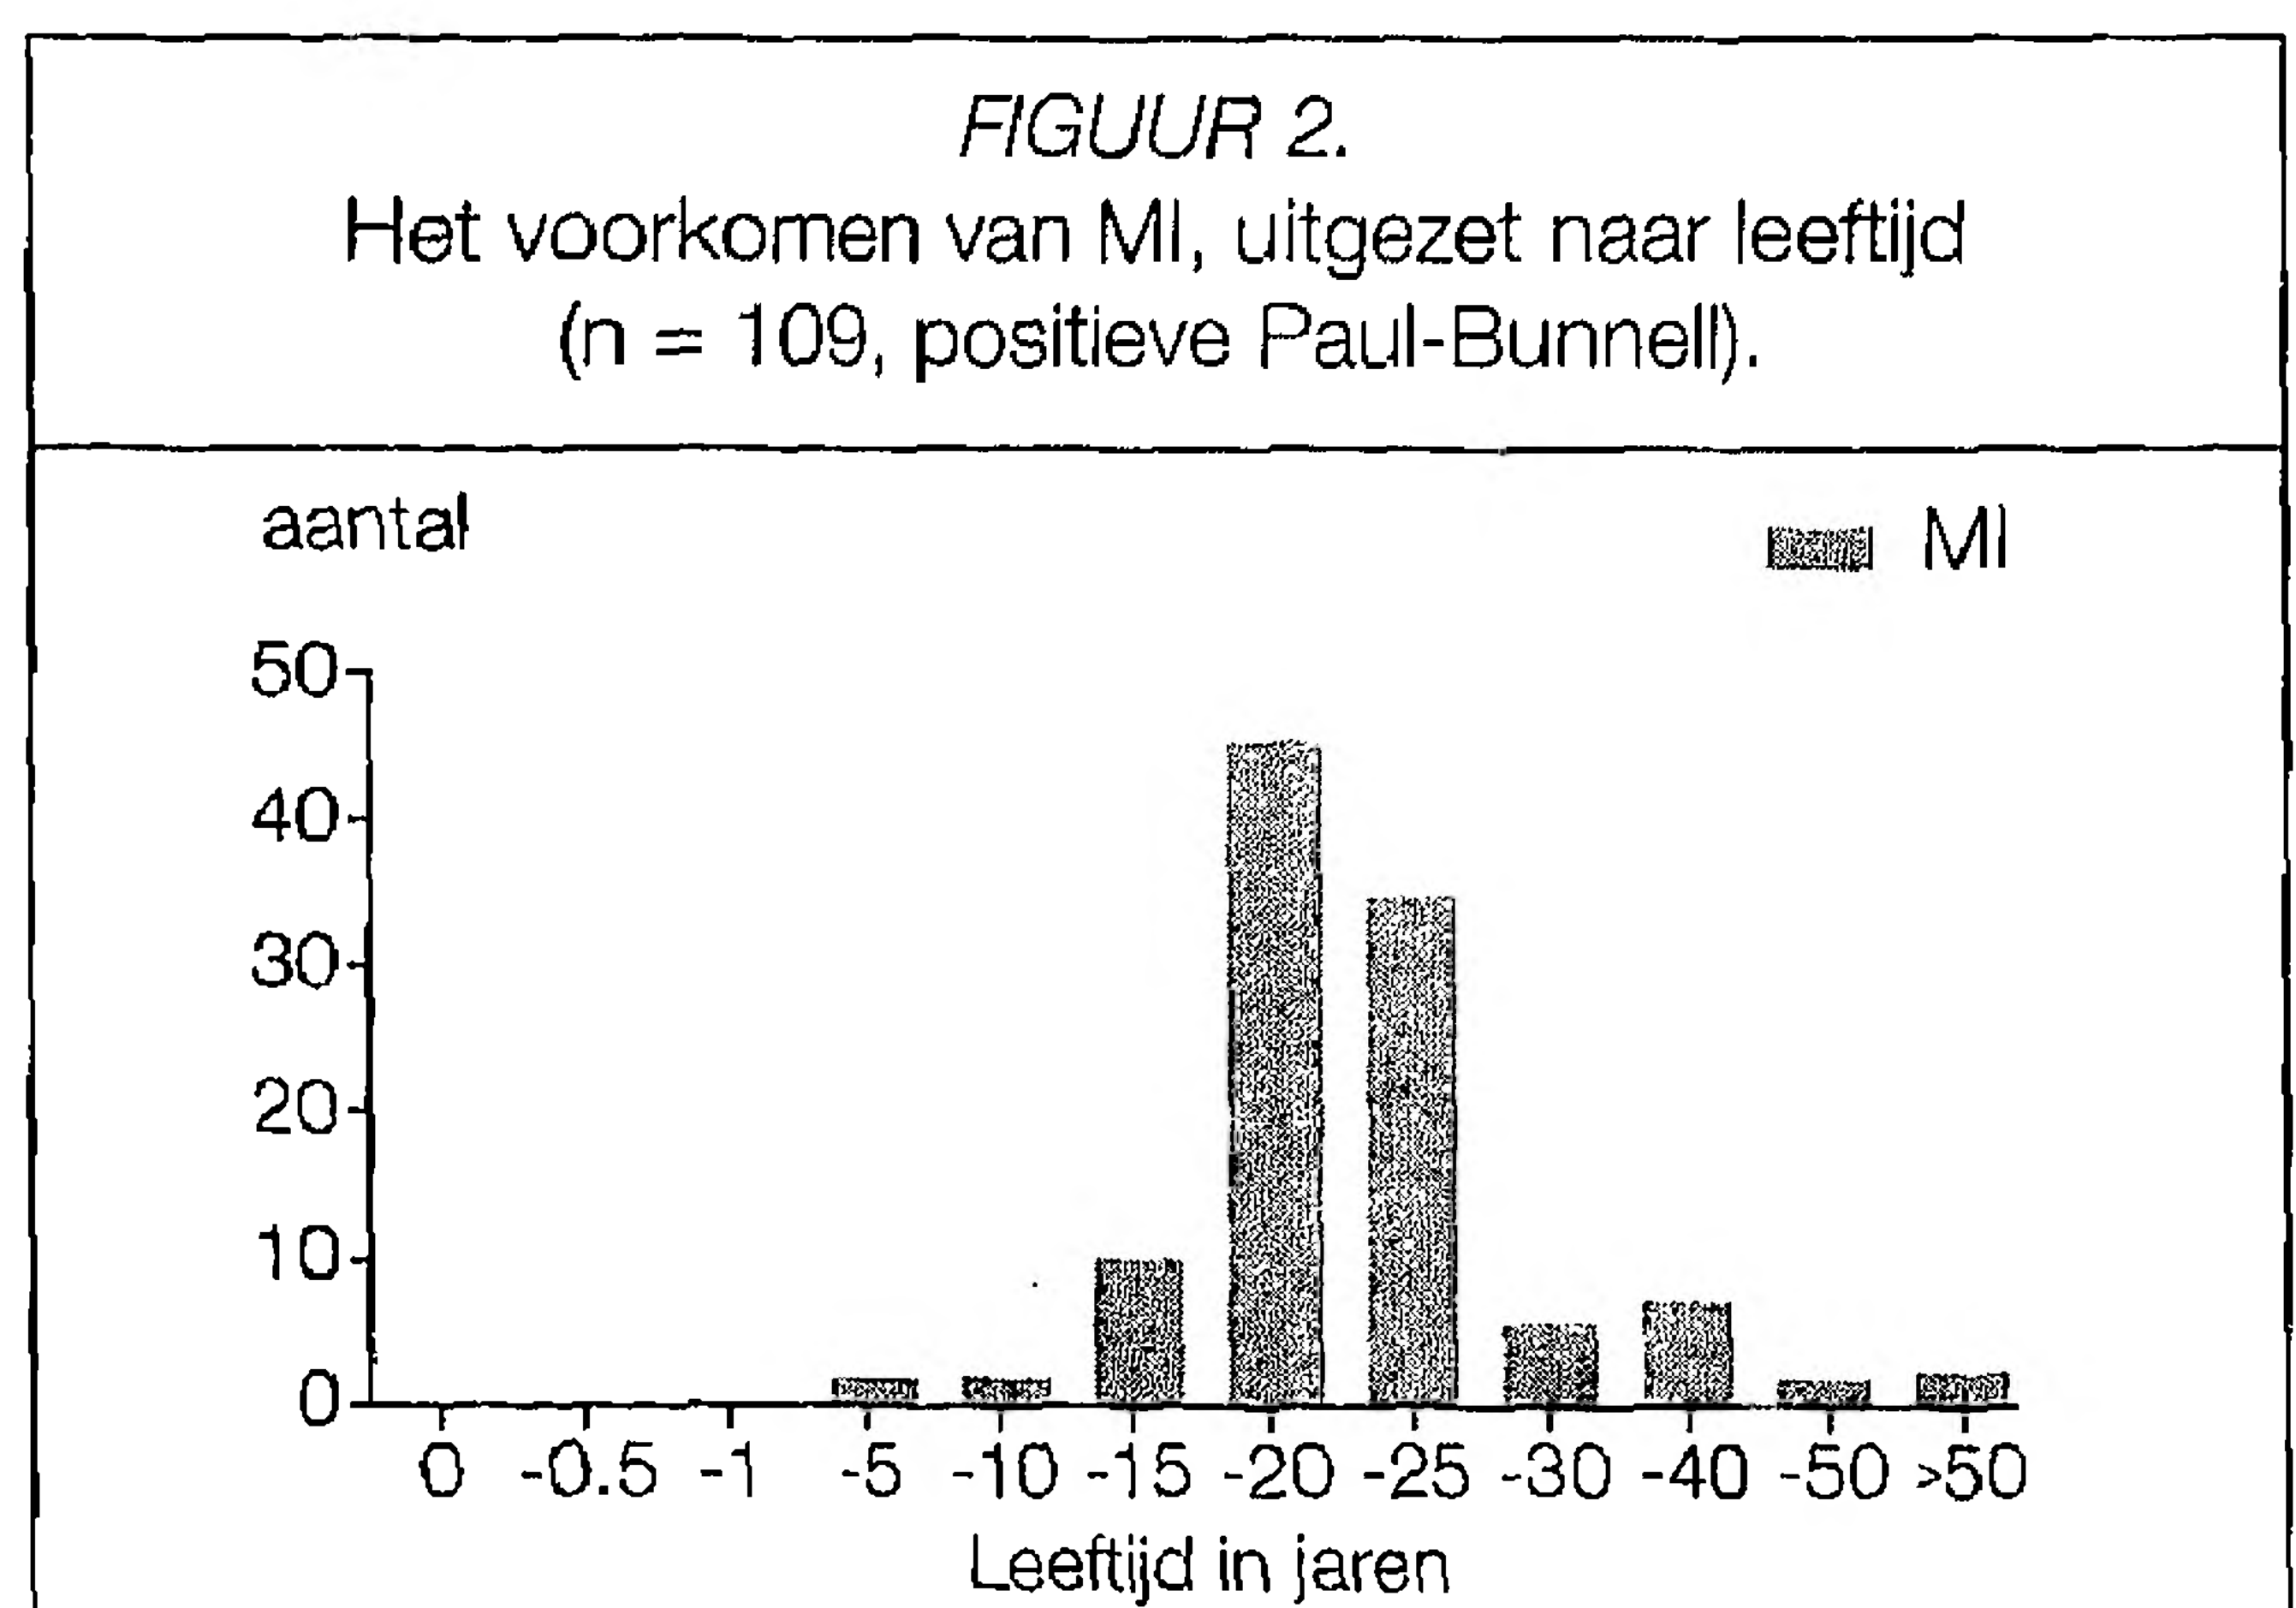 FIGUUR 2.
Het voorkomen van MI, uitgezet naar leeftijd
(n = 109, positieve Paul-Bunnell).
aantal
MI
50
40
30
20
10
0
0 -0.5 -1 -5 -10 -15 -20 -25 -30 -40 -50 >50
Leeftijd in jaren